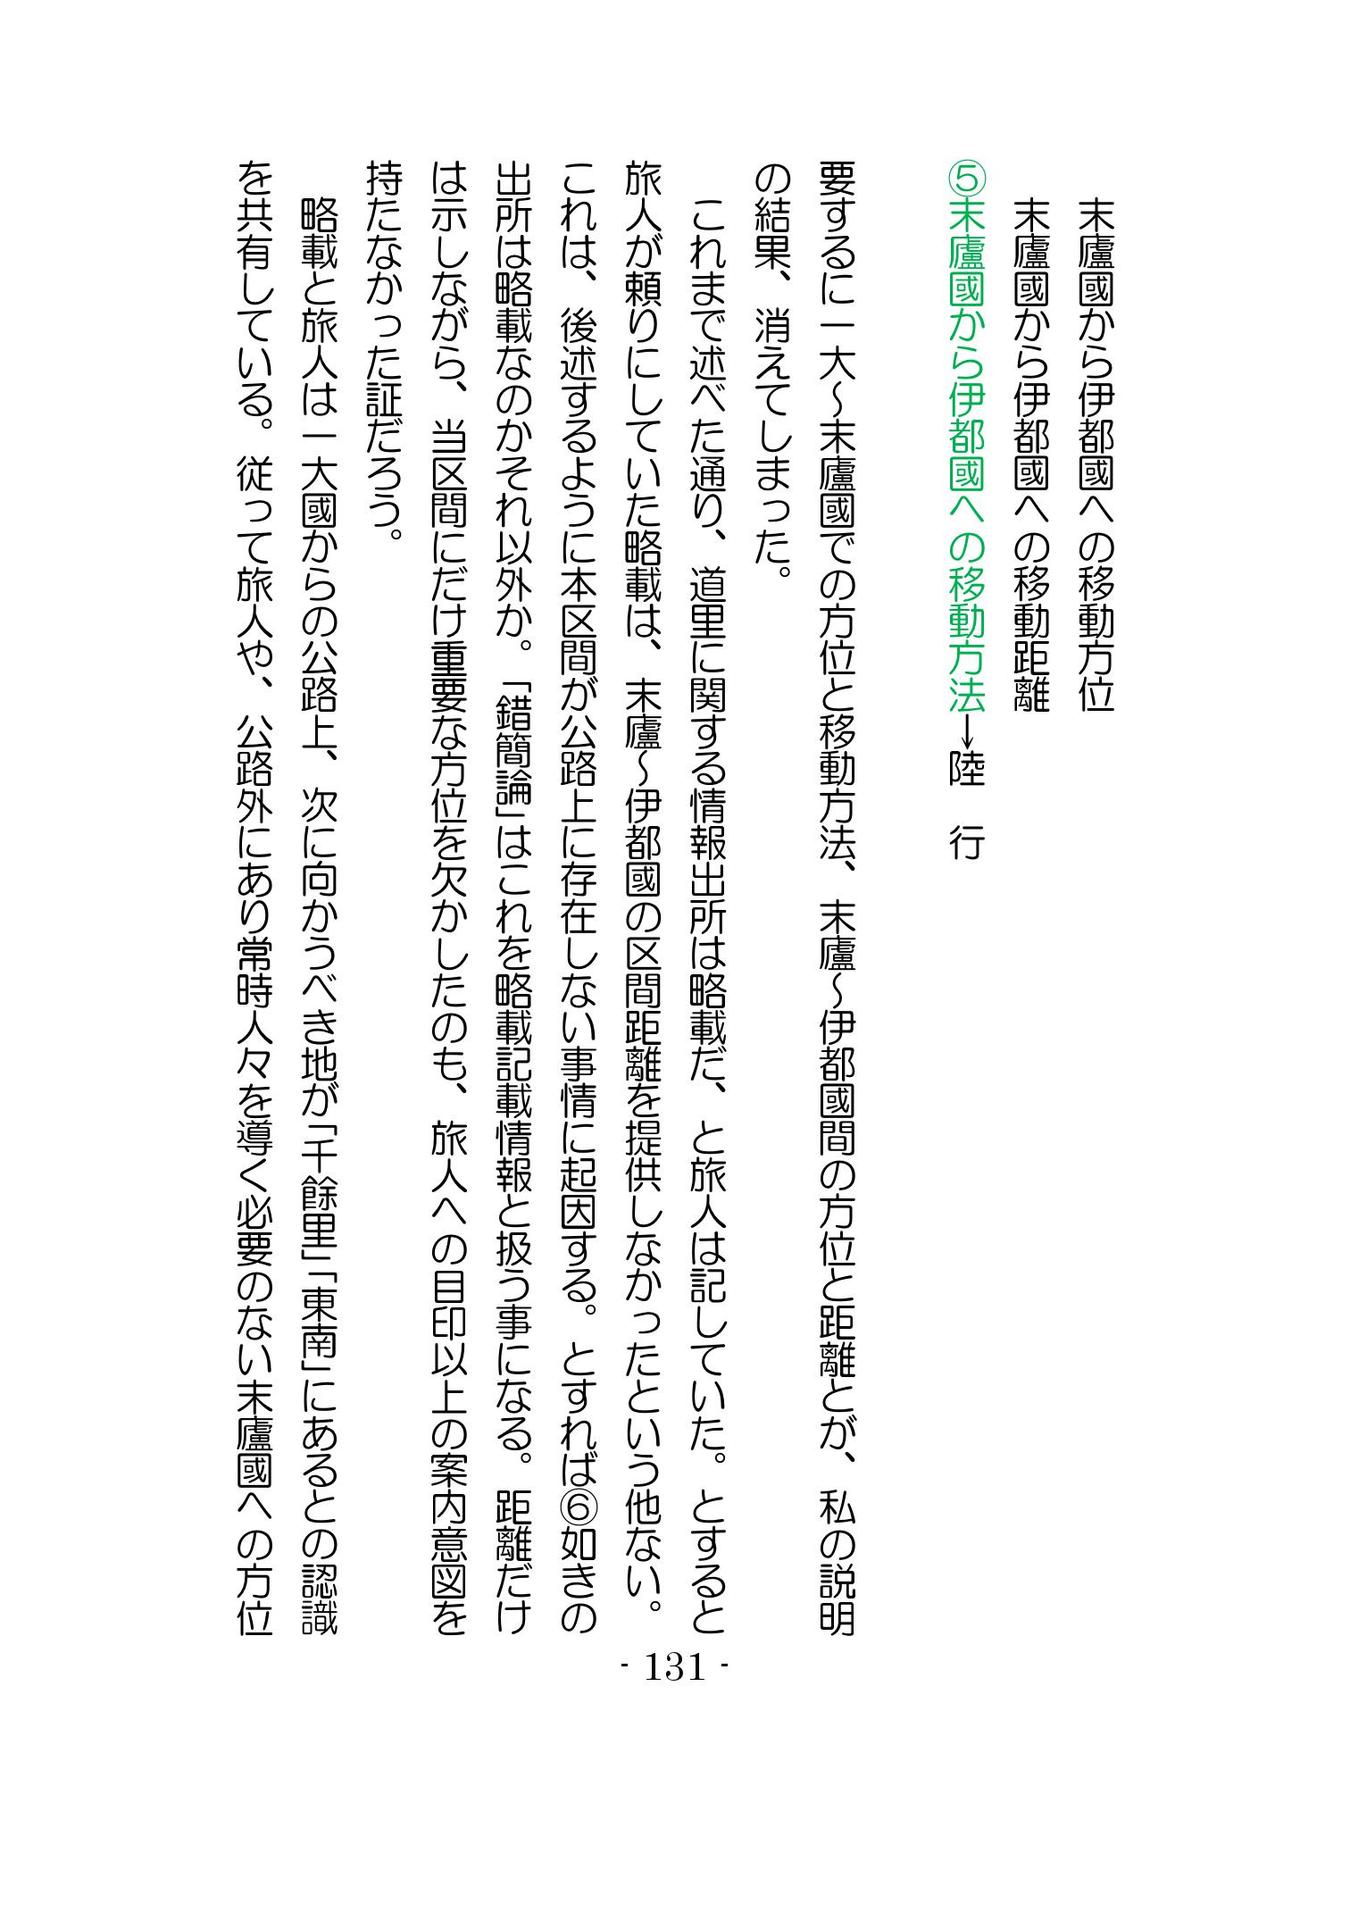 末廬國から伊都國への移動方位
末廬國から伊都國への移動距離
⑤末廬國から伊都國への移動方法→陸　行
要するに一大～末廬國での方位と移動方法、末廬～伊都國間の方位と距離とが、私の説明
の結果、消えてしまった。
これまで述べた通り、道里に関する情報出所は略載だ、と旅人は記していた。とすると
旅人が頼りにしていた略載は、末廬～伊都國の区間距離を提供しなかったという他ない。
これは、後述するように本区間が公路上に存在しない事情に起因する。とすれば⑥如きの
出所は略載なのかそれ以外か。「錯簡論」はこれを略載記載情報と扱う事になる。距離だけ
は示しながら、当区間にだけ重要な方位を欠かしたのも、旅人への目印以上の案内意図を
持たなかった証だろう。
略載と旅人は一大國からの公路上、次に向かうべき地が「千餘里」「東南」にあるとの認識
を共有している。従って旅人や、公路外にあり常時人々を導く必要のない末廬國への方位
- 131 -